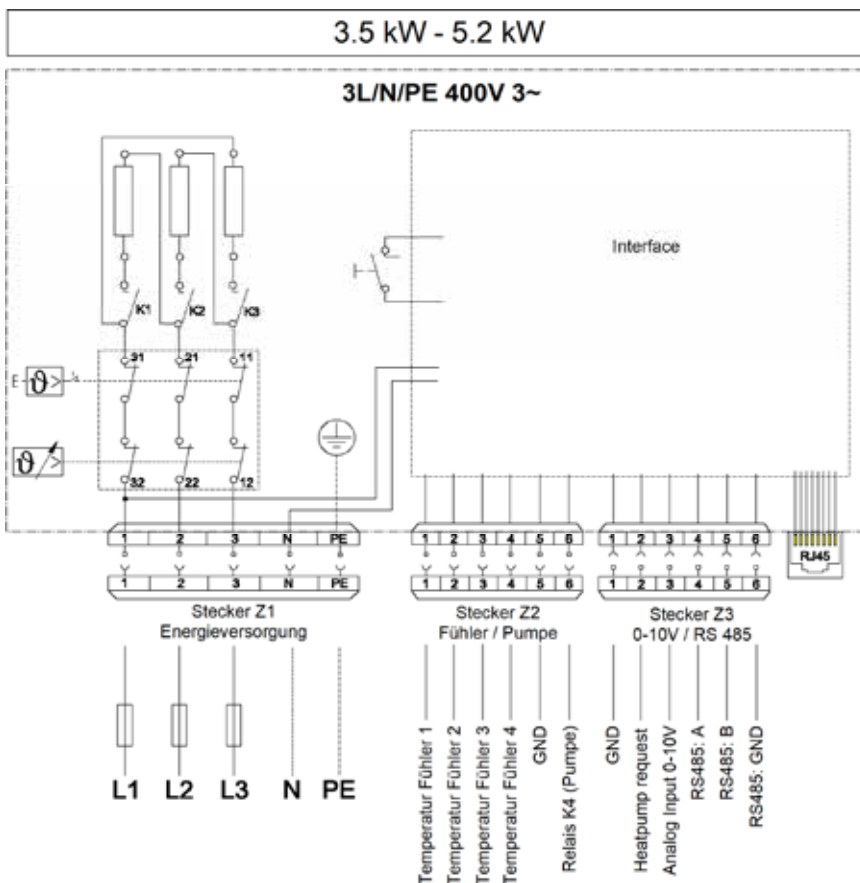 3.5 kW - 5.2 kW
3L/N/PE 400V 3~
Interface
K1 K2 K3
31 21 11
E ϑ
ϑ
32 22 12
1 2 3 N PE
1 2 3 4 5 6
1 2 3 4 5 6
RJ45
1 2 3 N PE
1 2 3 4 5 6
1 2 3 4 5 6
Stecker Z1
Energieversorgung
Stecker Z2
Fühler / Pumpe
Stecker Z3
0-10V / RS 485
L1 L2 L3 N PE
Temperatur Fühler 1
Temperatur Fühler 2
Temperatur Fühler 3
Temperatur Fühler 4
GND
Relais K4 (Pumpe)
GND
Heatpump request
Analog Input 0-10V
RS485: A
RS485: B
RS485: GND